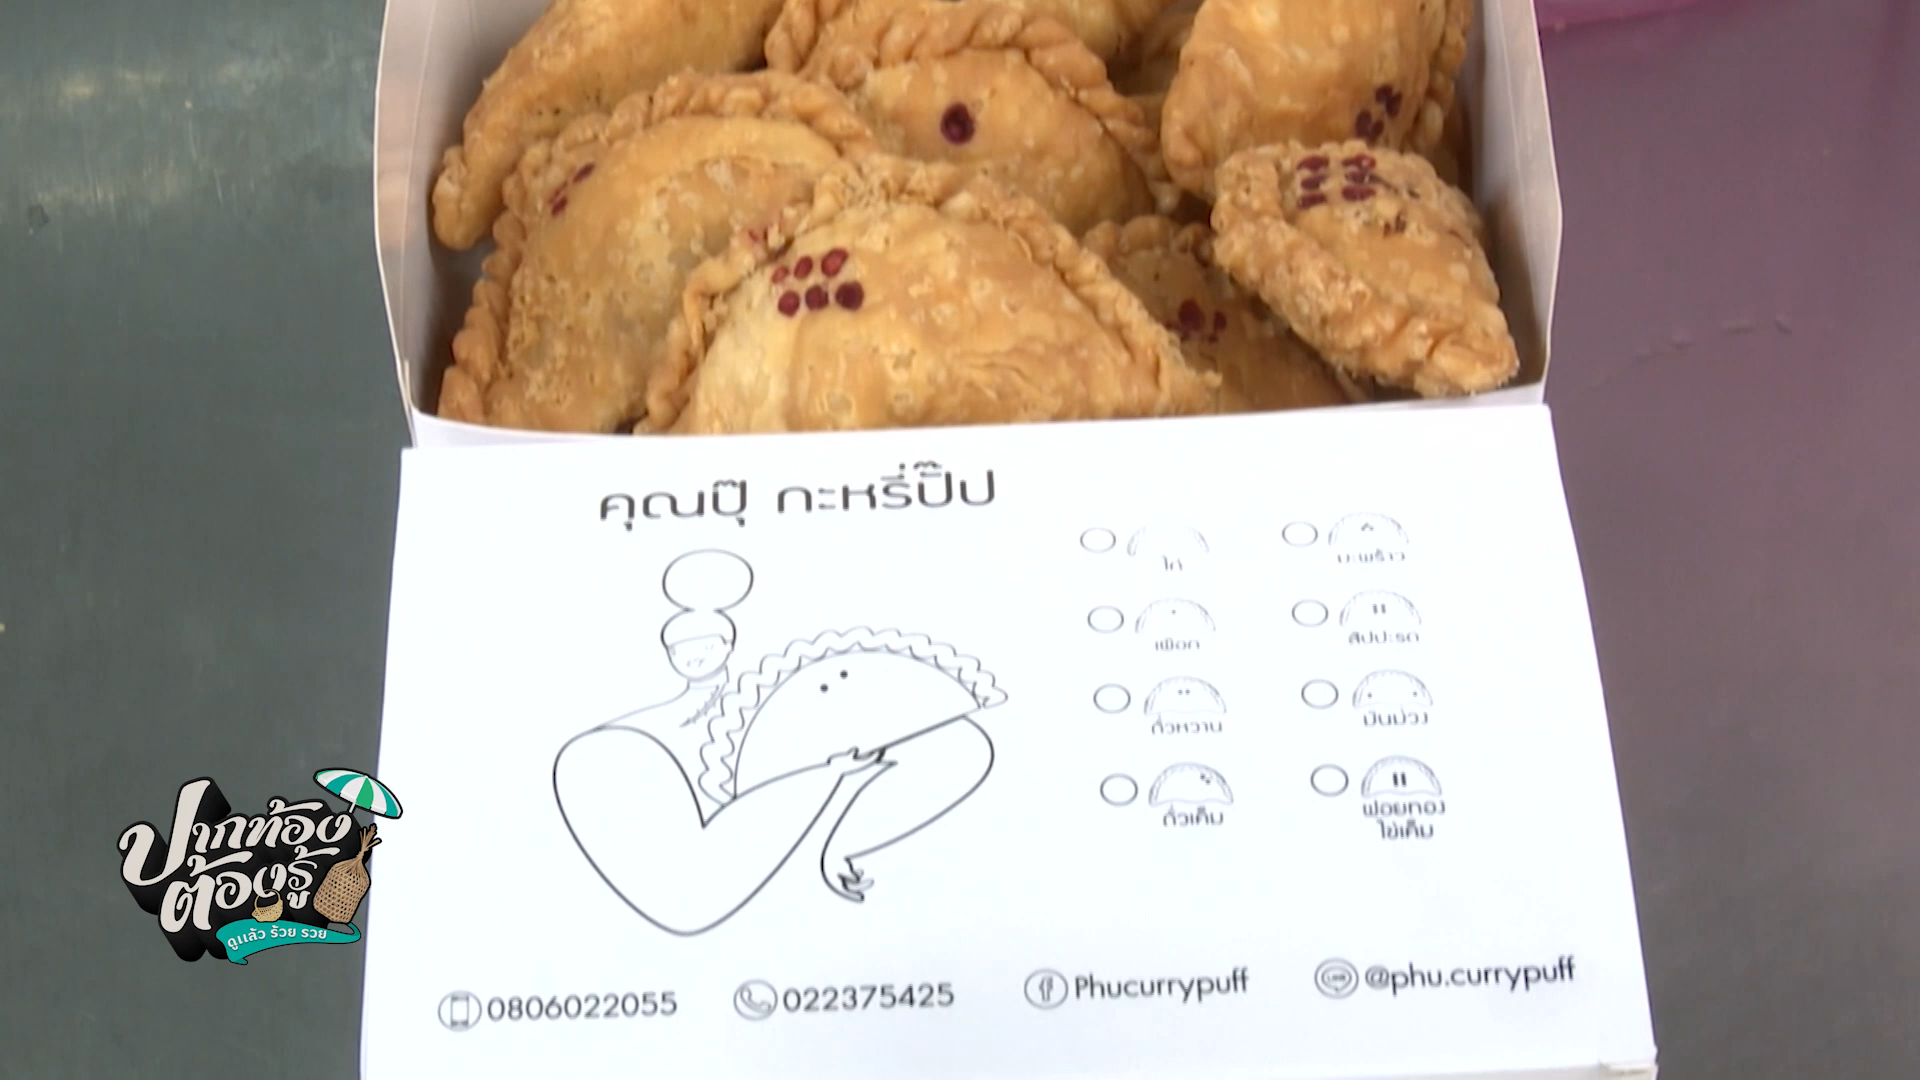 คุณปุ๊ กะหรี่ปั๊ป
ไก่
มะพร้าว
เผือก
สัปปะรด
ถั่วหวาน
มันม่วง
ถั่วเค็ม
ฝอยทอง
ไข่เค็ม
0806022055
022375425
Phucurrypuff
@phu.currypuff
ปากท้อง
ต้องรู้
ดูแล้ว ร้วย รวย